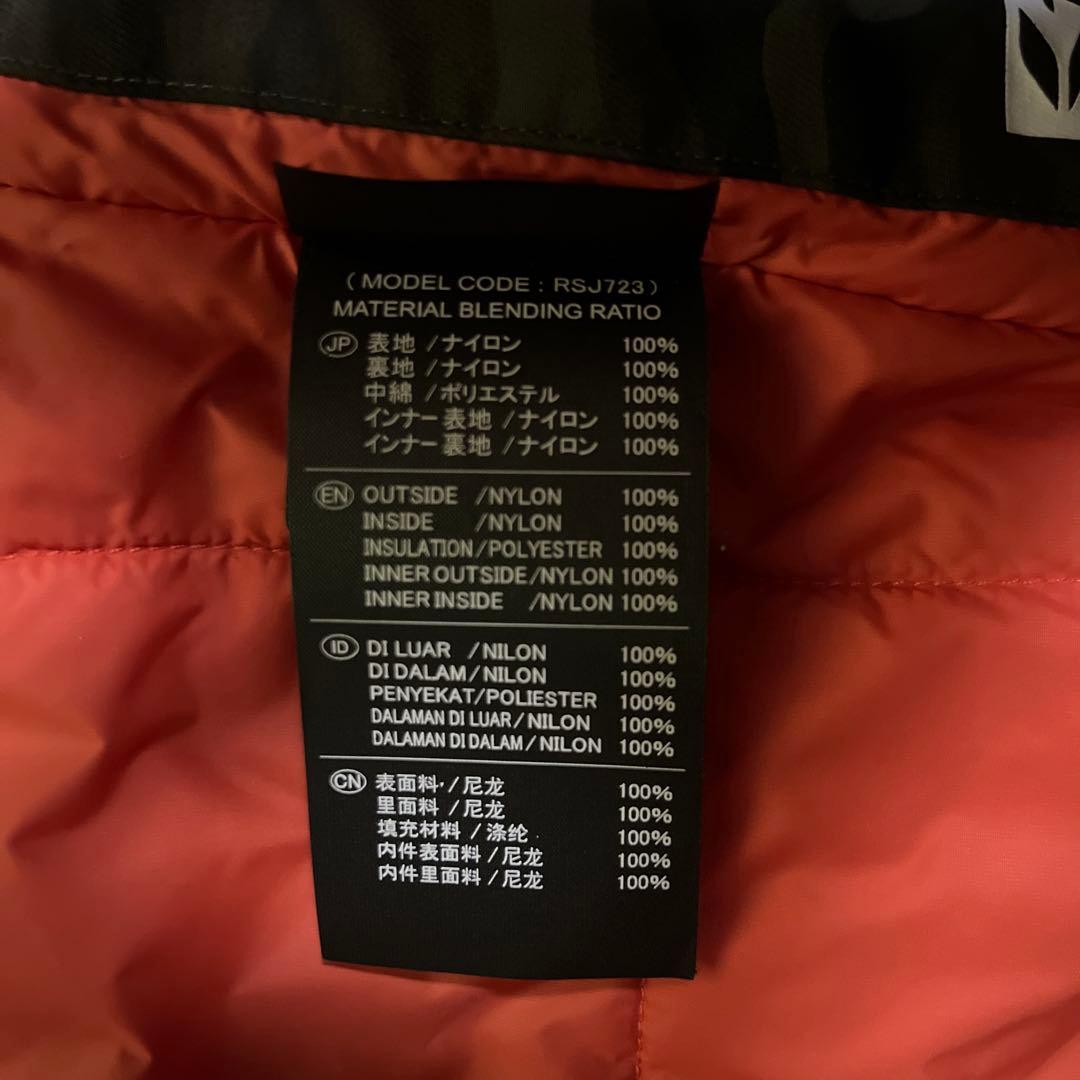 ( MODEL CODE : RSJ723 )
MATERIAL BLENDING RATIO
JP 表地 /ナイロン 100%
裏地 /ナイロン 100%
中綿 /ポリエステル 100%
インナー表地 /ナイロン 100%
インナー裏地 /ナイロン 100%
EN OUTSIDE /NYLON 100%
INSIDE /NYLON 100%
INSULATION/POLYESTER 100%
INNER OUTSIDE/NYLON 100%
INNER INSIDE /NYLON 100%
ID DI LUAR /NILON 100%
DI DALAM/NILON 100%
PENYEKAT/POLIESTER 100%
DALAMAN DI LUAR/NILON 100%
DALAMAN DI DALAM/NILON 100%
CN 表面料·/尼龙 100%
里面料 /尼龙 100%
填充材料 /涤纶 100%
内件表面料 /尼龙 100%
内件里面料 /尼龙 100%